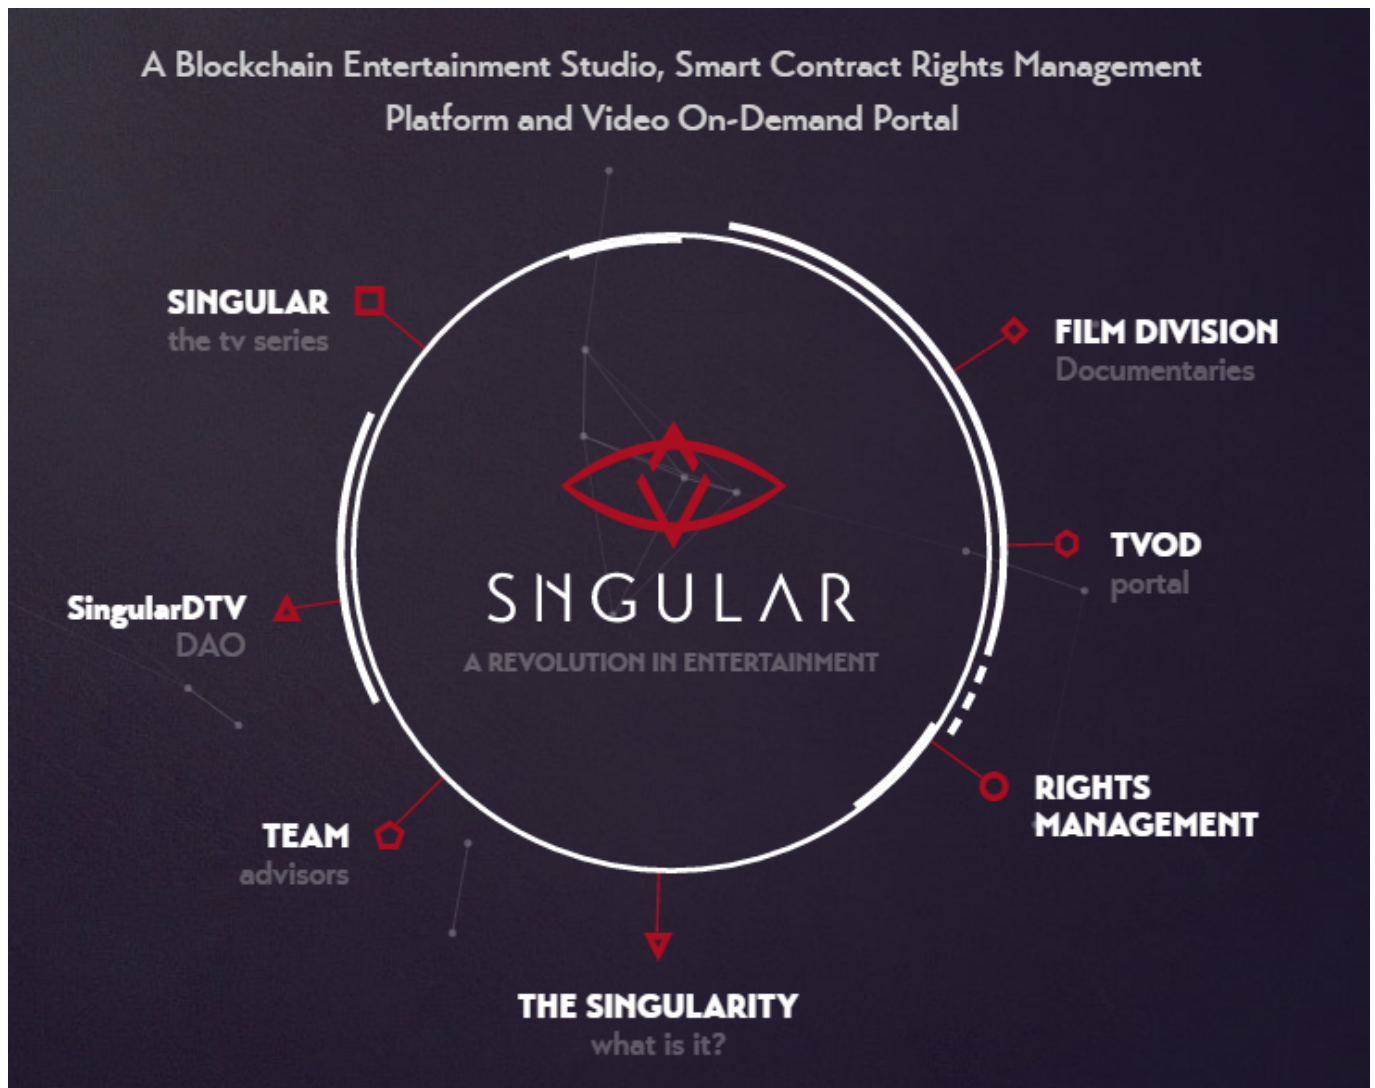 A Blockchain Entertainment Studio, Smart Contract Rights Management
Platform and Video On-Demand Portal
SINGULAR
the tv series
FILM DIVISION
Documentaries
TVOD
portal
SNGULAR
A REVOLUTION IN ENTERTAINMENT
SingularDTV
DAO
RIGHTS
MANAGEMENT
TEAM
advisors
THE SINGULARITY
what is it?